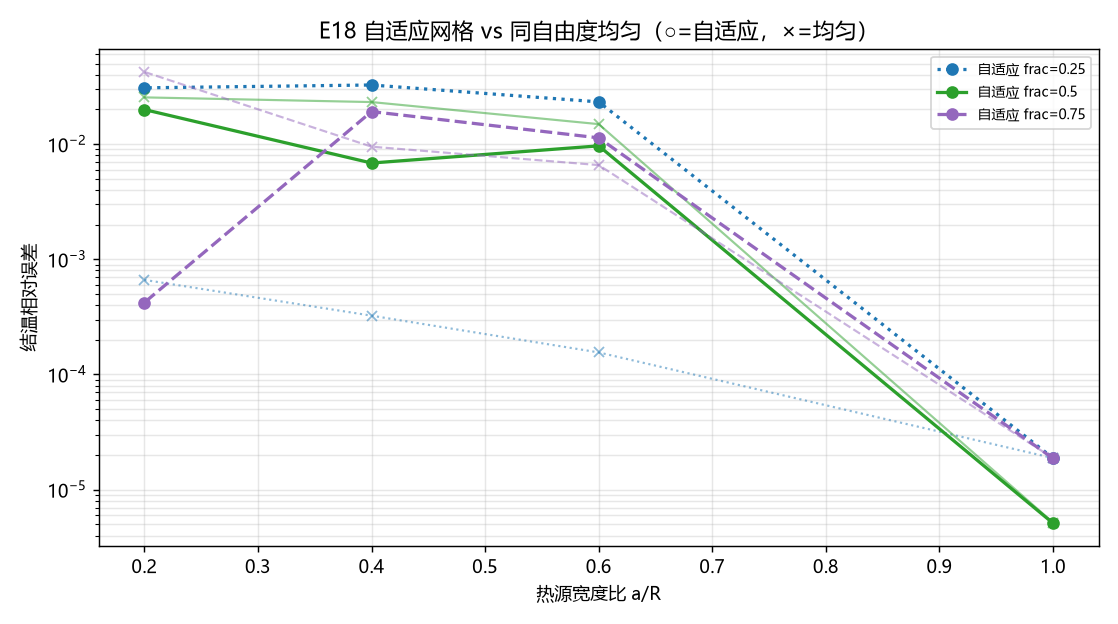 E18 自适应网格 vs 同自由度均匀（○=自适应，×=均匀）
自适应 frac=0.25
自适应 frac=0.5
自适应 frac=0.75
结温相对误差
10⁻²
10⁻³
10⁻⁴
10⁻⁵
0.2 0.3 0.4 0.5 0.6 0.7 0.8 0.9 1.0
热源宽度比 a/R